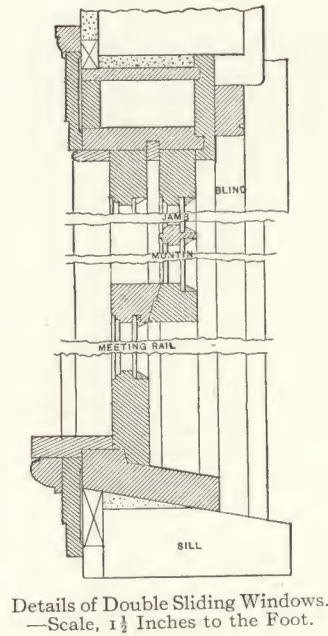 BLIND
JAMB
MUNTIN
MEETING RAIL
SILL
Details of Double Sliding Windows.
—Scale, 1½ Inches to the Foot.